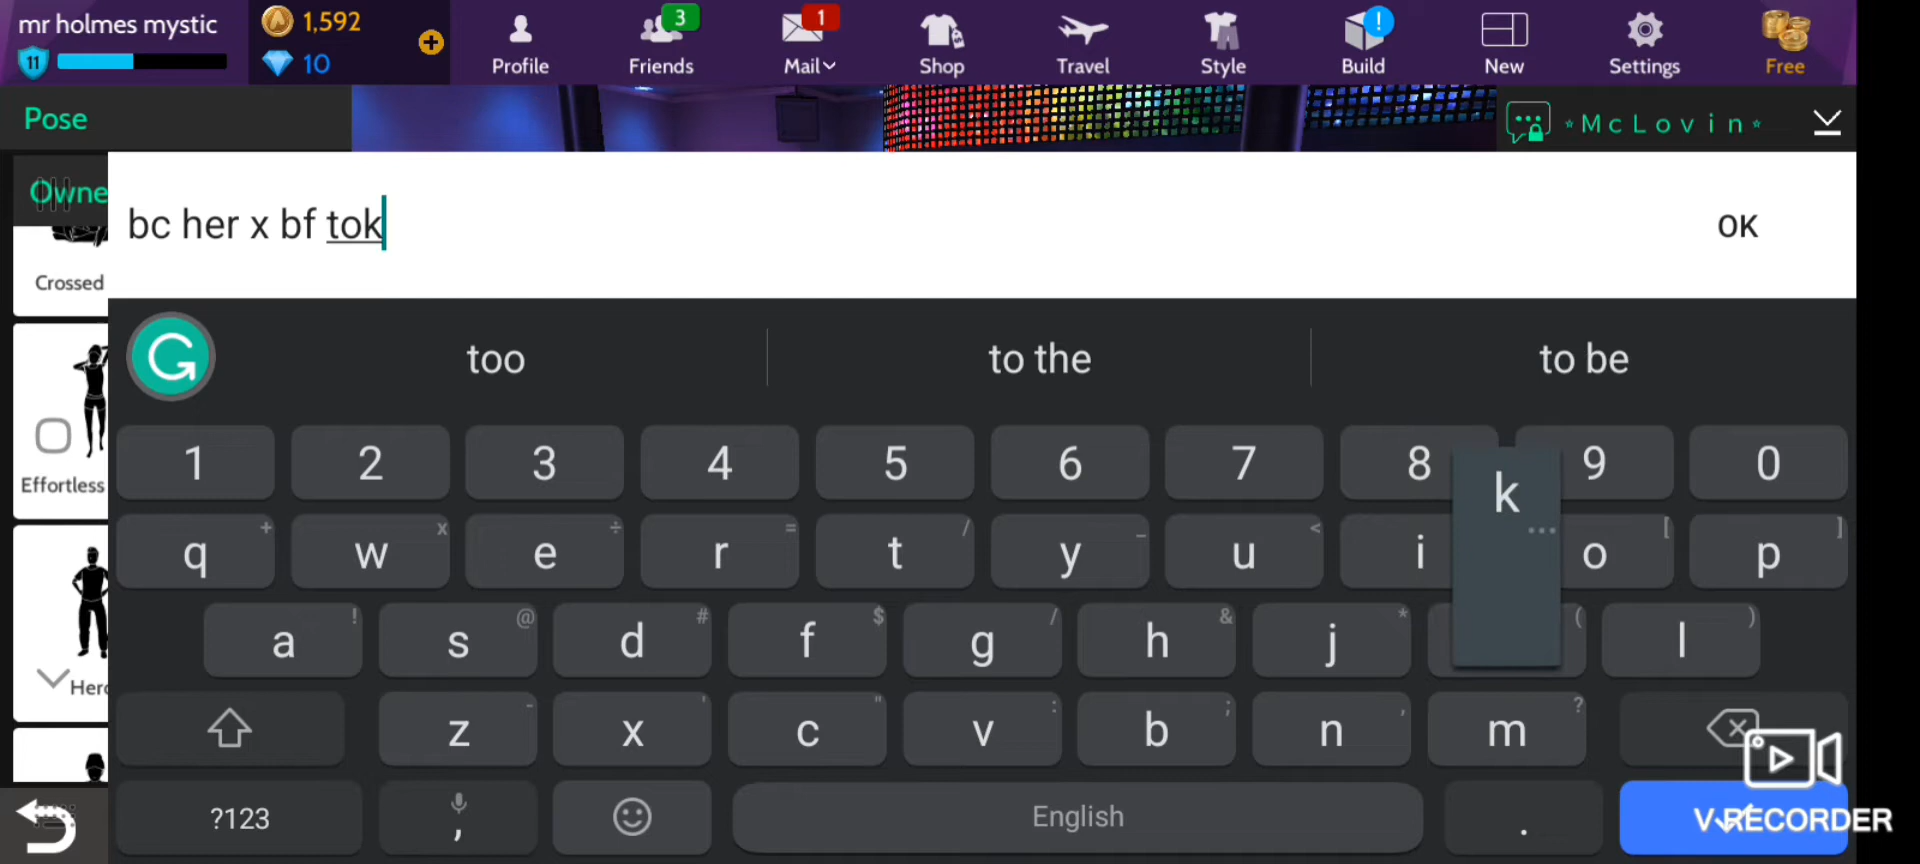 mr holmes mystic
1,592
11
10
Profile
3
Friends
1
Mail
Shop
Travel
Style
!
Build
New
Settings
Free
Pose
*McLovin*
Owne
bc her x bf tok
OK
Crossed
too
to the
to be
Effortless
1 2 3 4 5 6 7 8 9 0
k
+ x ÷ = / _ < [ ]
q w e r t y u i o p
! @ # $ / & * ( )
a s d f g h j l
Hero
- ' " : ; , ?
z x c v b n m
?123
,
English
.
V RECORDER